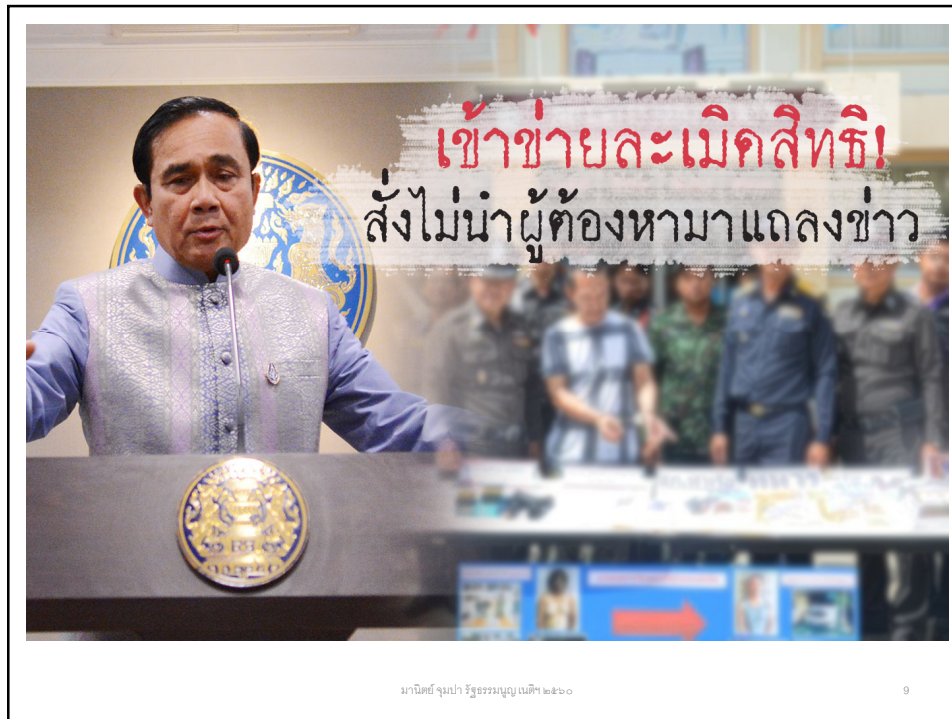 เข้าข่ายละเมิดสิทธิ!
สั่งไม่นำผู้ต้องหามาแถลงข่าว
มานิตย์ จุมปา รัฐธรรมนูญ เนติฯ ๒๕๖๐
9